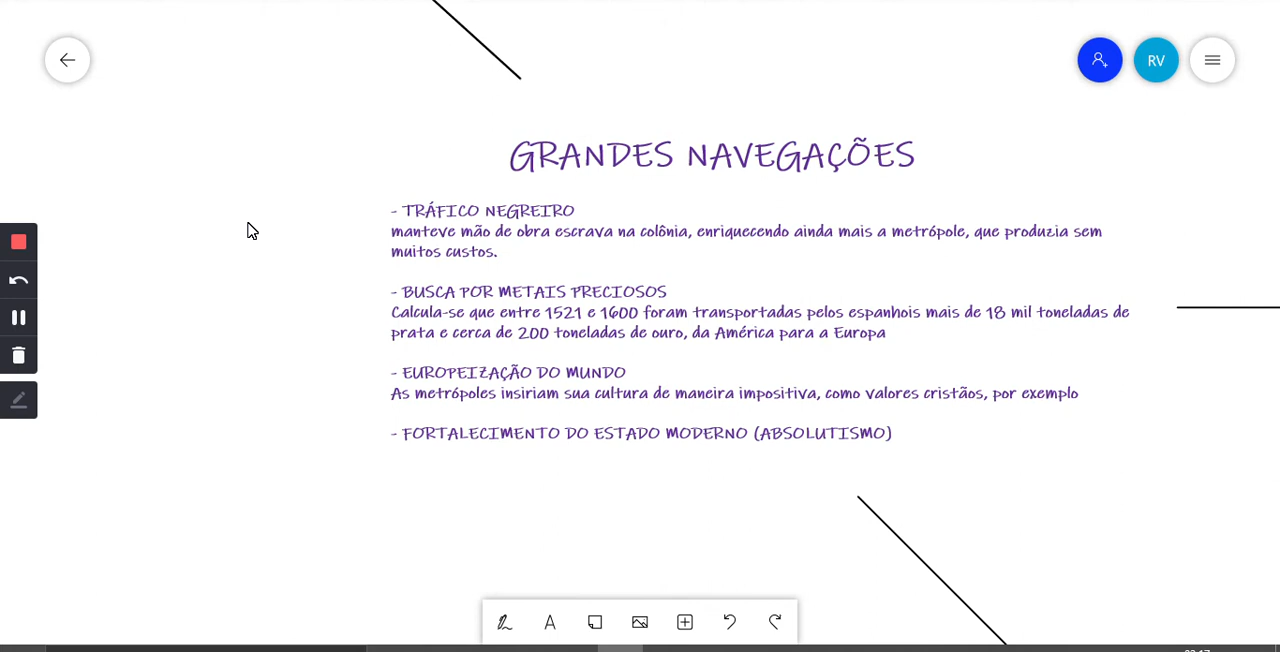 RV
GRANDES NAVEGAÇÕES
- TRÁFICO NEGREIRO
manteve mão de obra escrava na colônia, enriquecendo ainda mais a metrópole, que produzia sem
muitos custos.
- BUSCA POR METAIS PRECIOSOS
Calcula-se que entre 1521 e 1600 foram transportadas pelos espanhois mais de 18 mil toneladas de
prata e cerca de 200 toneladas de ouro, da América para a Europa
- EUROPEIZAÇÃO DO MUNDO
As metrópoles insiriam sua cultura de maneira impositiva, como valores cristãos, por exemplo
- FORTALECIMENTO DO ESTADO MODERNO (ABSOLUTISMO)